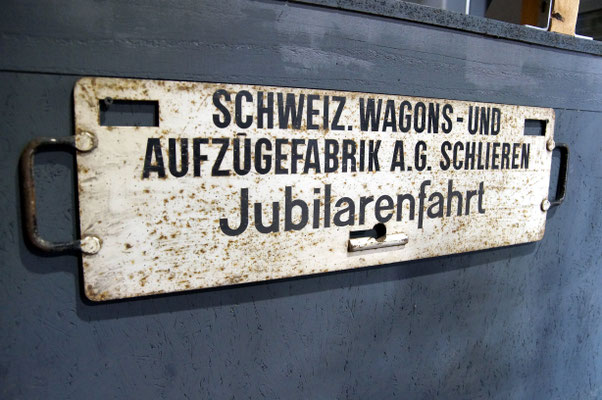 SCHWEIZ. WAGONS- UND
AUFZÜGEFABRIK A.G. SCHLIEREN
Jubilarenfahrt